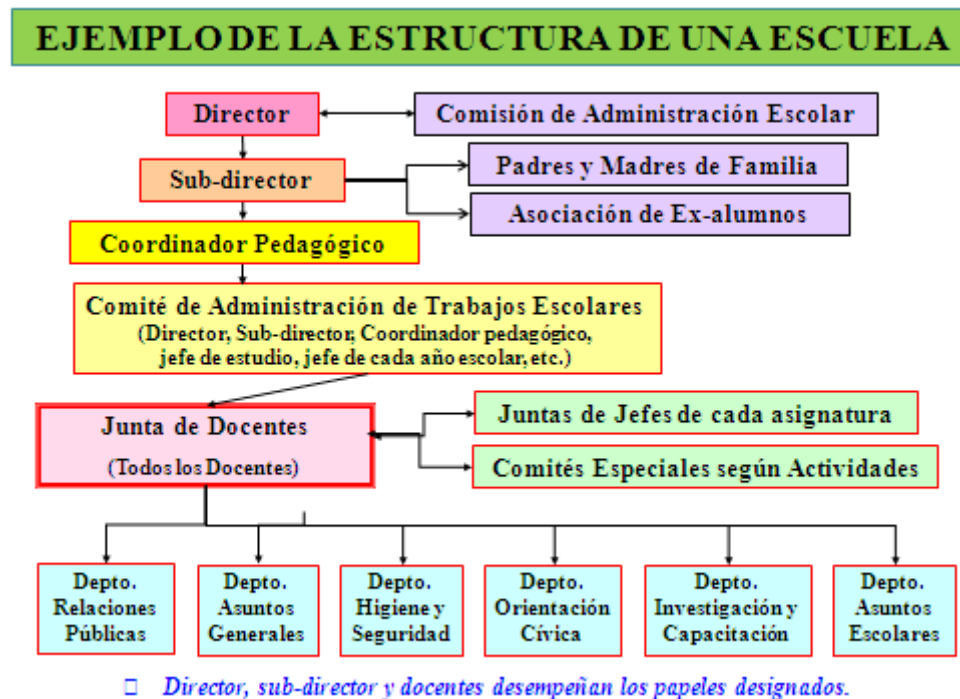 EJEMPLO DE LA ESTRUCTURA DE UNA ESCUELA
Director
Comisión de Administración Escolar
Sub-director
Padres y Madres de Familia
Asociación de Ex-alumnos
Coordinador Pedagógico
Comité de Administración de Trabajos Escolares
(Director, Sub-director, Coordinador pedagógico,
jefe de estudio, jefe de cada año escolar, etc.)
Junta de Docentes
(Todos los Docentes)
Juntas de Jefes de cada asignatura
Comités Especiales según Actividades
Depto.
Relaciones
Públicas
Depto.
Asuntos
Generales
Depto.
Higiene y
Seguridad
Depto.
Orientación
Cívica
Depto.
Investigación y
Capacitación
Depto.
Asuntos
Escolares
Director, sub-director y docentes desempeñan los papeles designados.